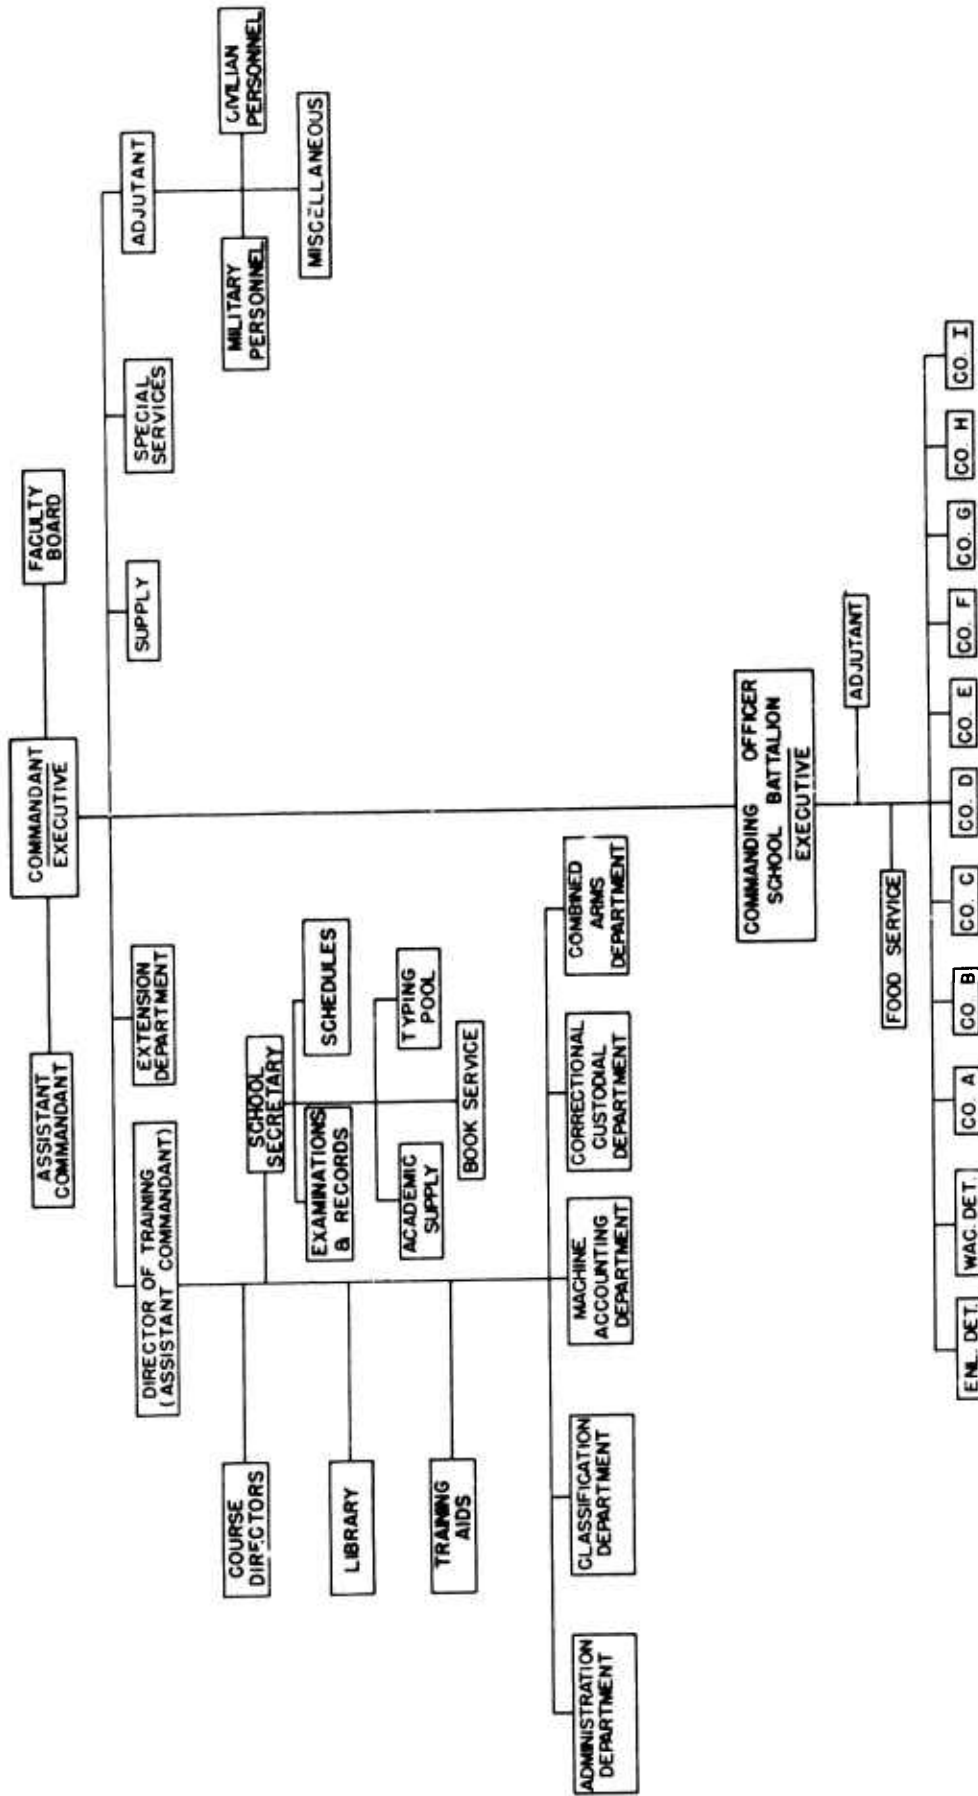 COMMANDANT
EXECUTIVE
ASSISTANT
COMMANDANT
FACULTY
BOARD
DIRECTOR OF TRAINING
(ASSISTANT COMMANDANT)
EXTENSION
DEPARTMENT
SUPPLY
SPECIAL
SERVICES
ADJUTANT
MILITARY
PERSONNEL
CIVILIAN
PERSONNEL
MISCELLANEOUS
COURSE
DIRECTORS
SCHOOL
SECRETARY
EXAMINATIONS
& RECORDS
SCHEDULES
LIBRARY
ACADEMIC
SUPPLY
TYPING
POOL
TRAINING
AIDS
BOOK SERVICE
ADMINISTRATION
DEPARTMENT
CLASSIFICATION
DEPARTMENT
MACHINE
ACCOUNTING
DEPARTMENT
CORRECTIONAL
CUSTODIAL
DEPARTMENT
COMBINED
ARMS
DEPARTMENT
COMMANDING OFFICER
SCHOOL BATTALION
EXECUTIVE
ADJUTANT
FOOD SERVICE
ENL. DET.
WAC. DET.
CO. A
CO. B
CO. C
CO. D
CO. E
CO. F
CO. G
CO. H
CO. I